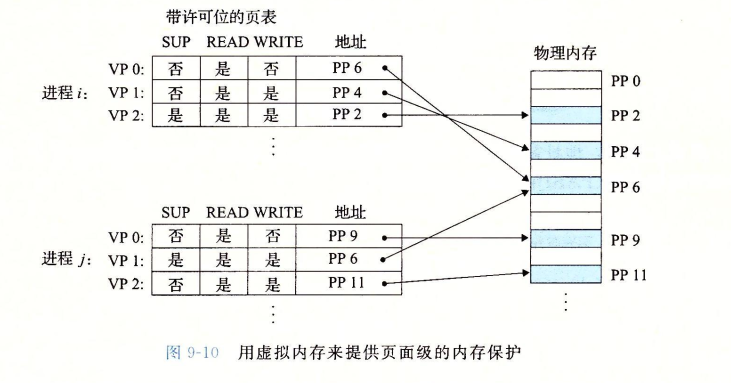 带许可位的页表
SUP READ WRITE 地址
物理内存
进程 i:
VP 0: 否 是 否 PP 6
VP 1: 否 是 是 PP 4
VP 2: 是 是 是 PP 2
⋮
PP 0
PP 2
PP 4
PP 6
PP 9
PP 11
⋮
SUP READ WRITE 地址
进程 j:
VP 0: 否 是 否 PP 9
VP 1: 是 是 是 PP 6
VP 2: 否 是 是 PP 11
⋮
图 9-10 用虚拟内存来提供页面级的内存保护